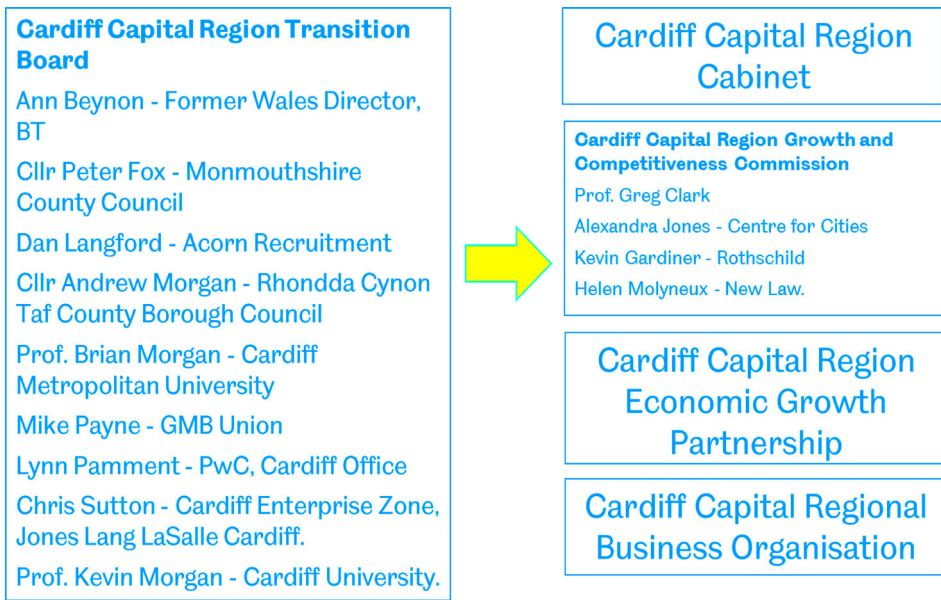 Cardiff Capital Region Transition
Board
Ann Beynon - Former Wales Director,
BT
Cllr Peter Fox - Monmouthshire
County Council
Dan Langford - Acorn Recruitment
Cllr Andrew Morgan - Rhondda Cynon
Taf County Borough Council
Prof. Brian Morgan - Cardiff
Metropolitan University
Mike Payne - GMB Union
Lynn Pamment - PwC, Cardiff Office
Chris Sutton - Cardiff Enterprise Zone,
Jones Lang LaSalle Cardiff.
Prof. Kevin Morgan - Cardiff University.
Cardiff Capital Region
Cabinet
Cardiff Capital Region Growth and
Competitiveness Commission
Prof. Greg Clark
Alexandra Jones - Centre for Cities
Kevin Gardiner - Rothschild
Helen Molyneux - New Law.
Cardiff Capital Region
Economic Growth
Partnership
Cardiff Capital Regional
Business Organisation